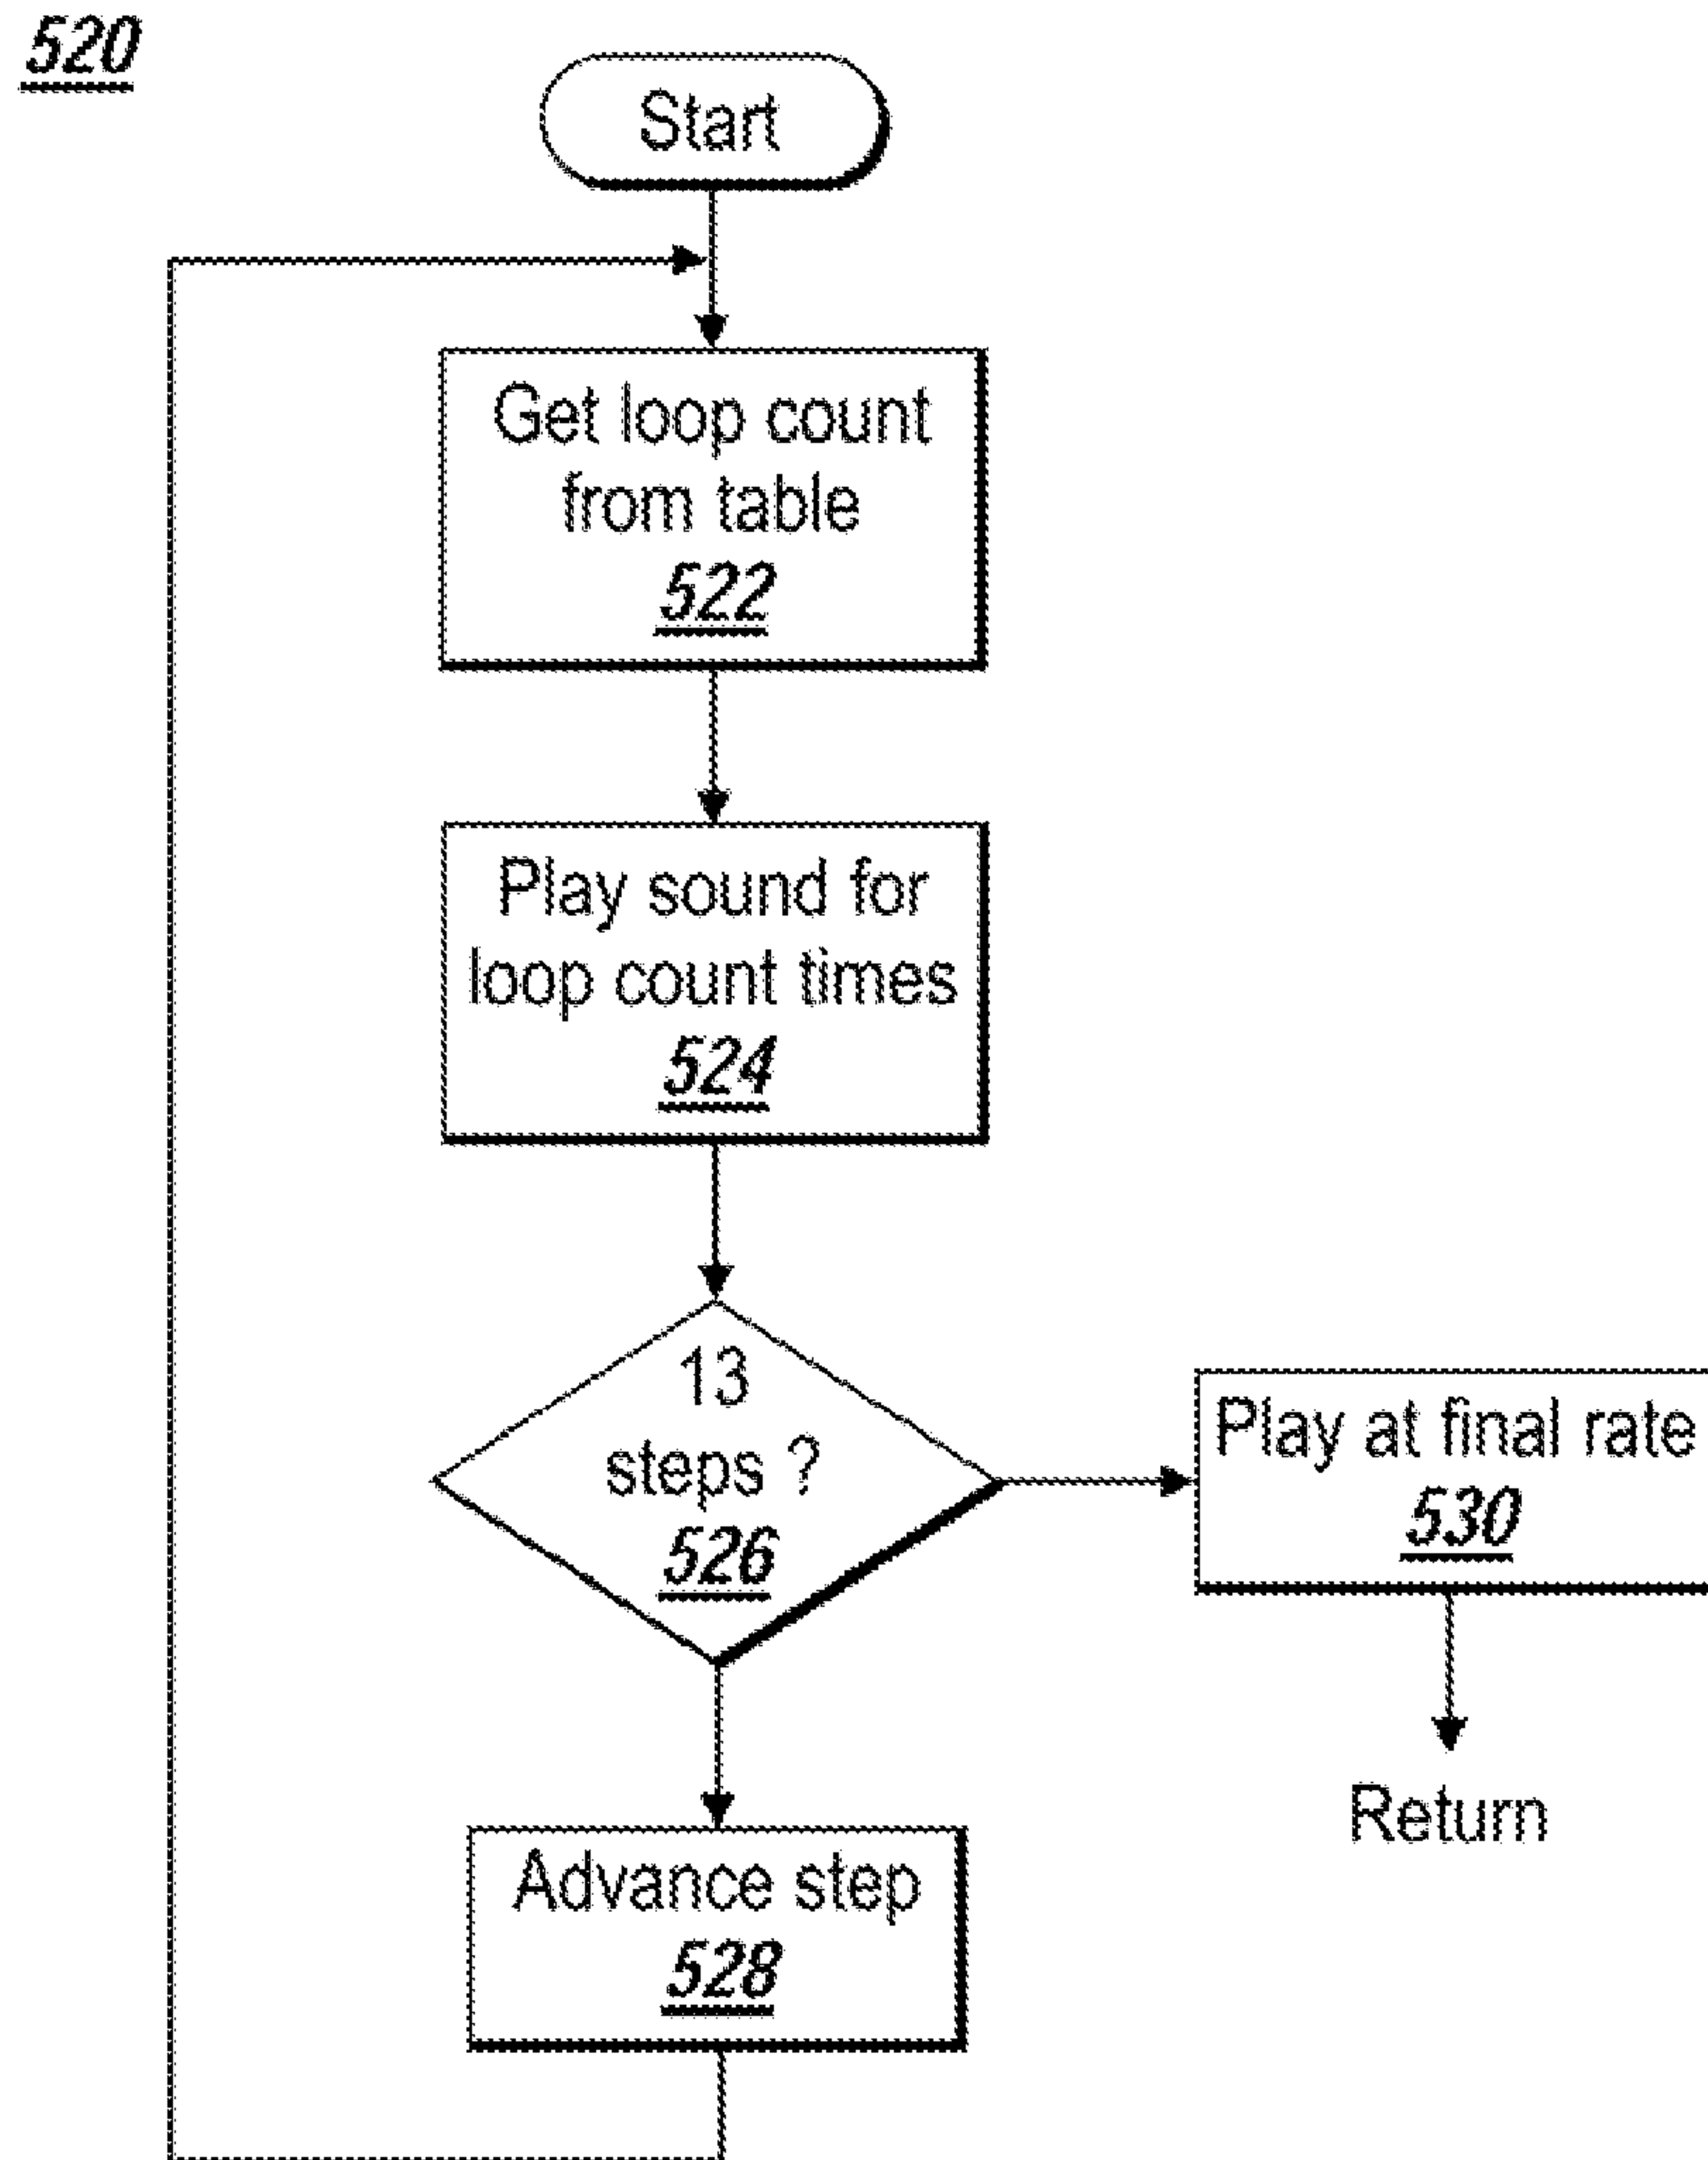 520
Start
Get loop count
from table
522
Play sound for
loop count times
524
13
steps ?
526
Play at final rate
530
Return
Advance step
528